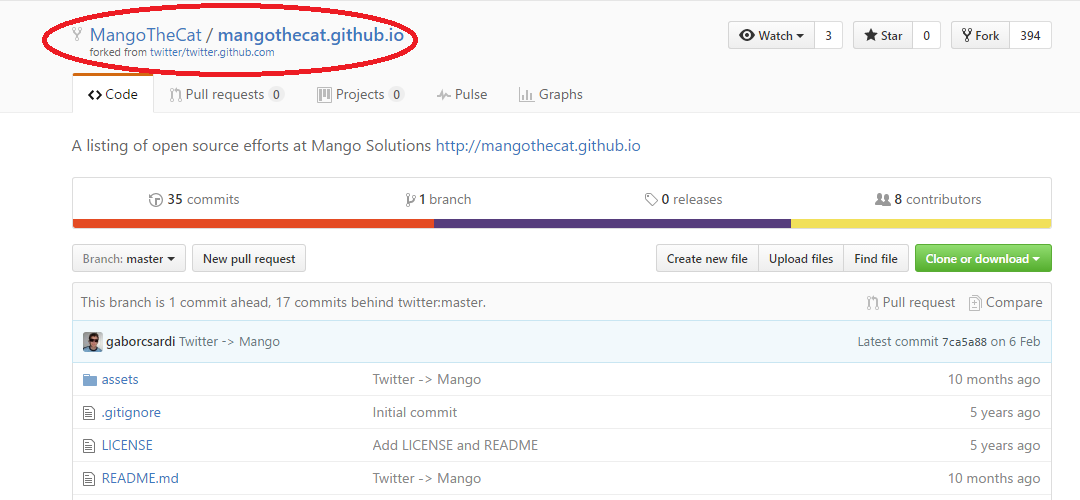 MangoTheCat / mangothecat.github.io
forked from twitter/twitter.github.com
Watch 3 Star 0 Fork 394
Code Pull requests 0 Projects 0 Pulse Graphs
A listing of open source efforts at Mango Solutions http://mangothecat.github.io
35 commits 1 branch 0 releases 8 contributors
Branch: master New pull request Create new file Upload files Find file Clone or download
This branch is 1 commit ahead, 17 commits behind twitter:master. Pull request Compare
gaborcsardi Twitter -> Mango Latest commit 7ca5a88 on 6 Feb
assets Twitter -> Mango 10 months ago
.gitignore Initial commit 5 years ago
LICENSE Add LICENSE and README 5 years ago
README.md Twitter -> Mango 10 months ago